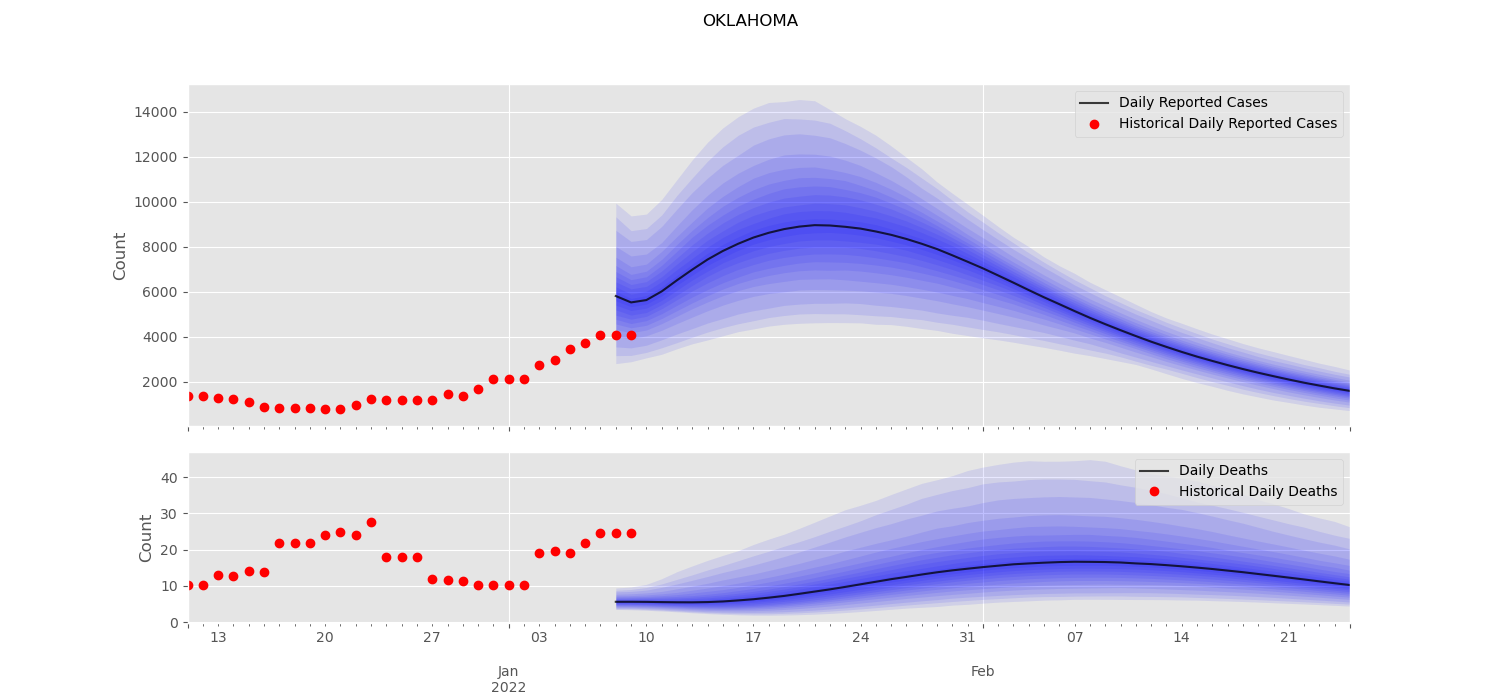 OKLAHOMA
14000
12000
10000
8000
6000
4000
2000
Count
Daily Reported Cases
Historical Daily Reported Cases
40
30
20
10
0
Count
Daily Deaths
Historical Daily Deaths
13 20 27 03 10 17 24 31 07 14 21
Jan Feb
2022